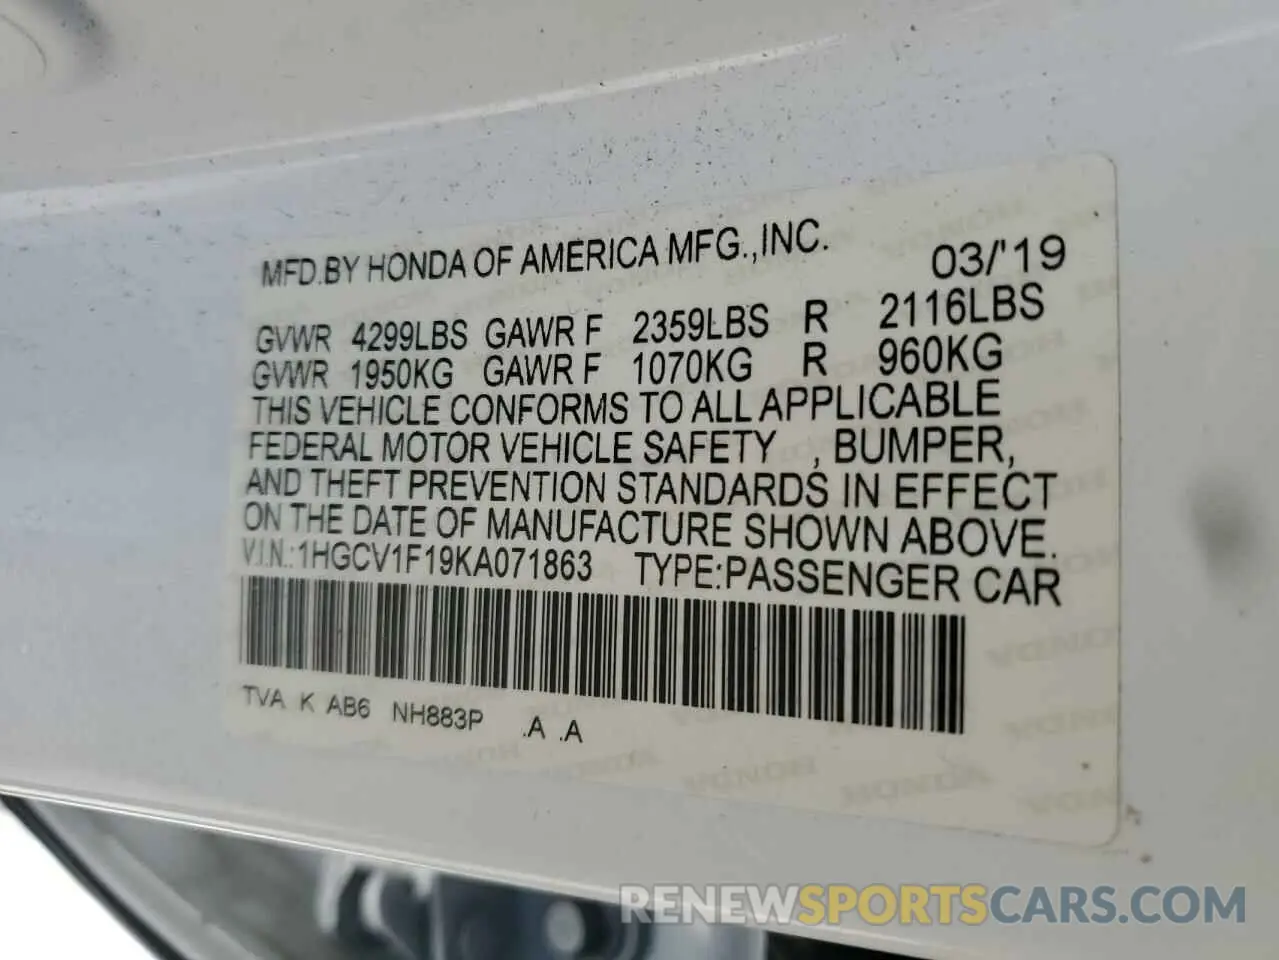 MFD.BY HONDA OF AMERICA MFG.,INC. 03/'19
GVWR 4299LBS GAWR F 2359LBS R 2116LBS
GVWR 1950KG GAWR F 1070KG R 960KG
THIS VEHICLE CONFORMS TO ALL APPLICABLE
FEDERAL MOTOR VEHICLE SAFETY , BUMPER,
AND THEFT PREVENTION STANDARDS IN EFFECT
ON THE DATE OF MANUFACTURE SHOWN ABOVE.
V.I.N.:1HGCV1F19KA071863 TYPE:PASSENGER CAR
TVA K AB6 NH883P .A .A
RENEWSPORTSCARS.COM